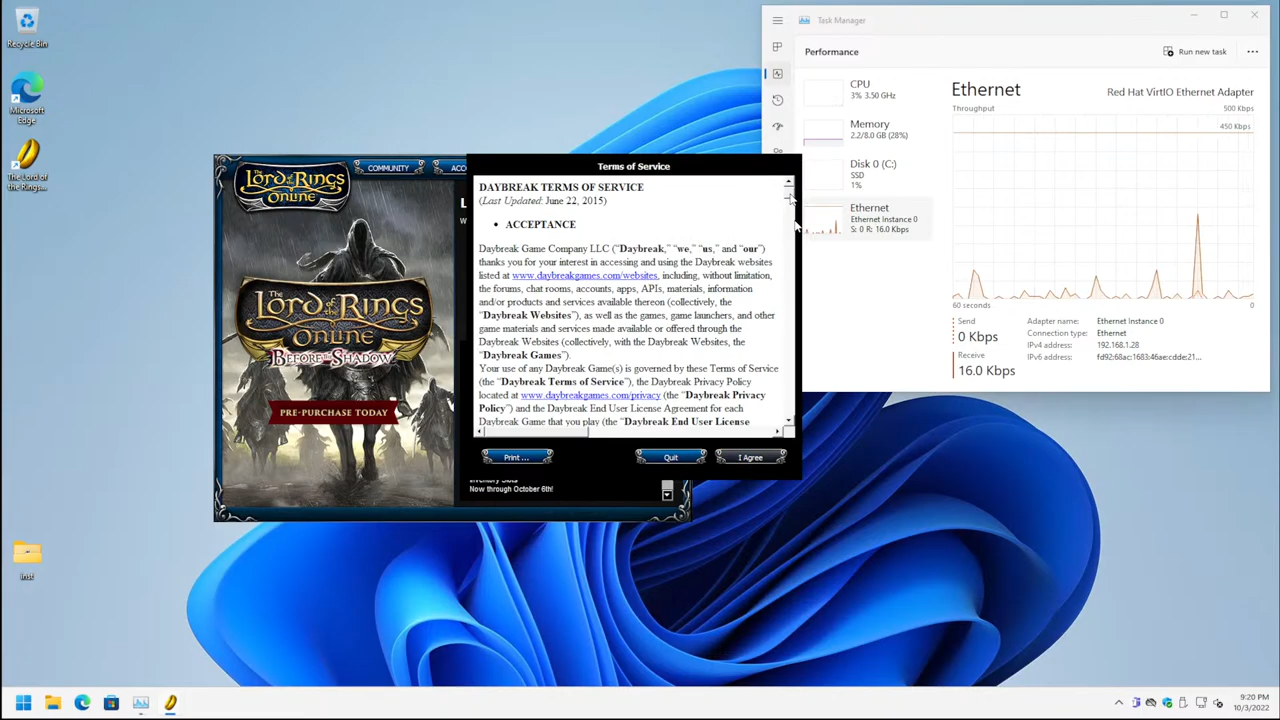 Recycle Bin
Microsoft
Edge
The Lord of
the Rings...
inst
The
Lord of Rings
the
ONLINE
COMMUNITY
The
Lord of Rings
the
ONLINE
BEFORE THE SHADOW
PRE-PURCHASE TODAY
Now through October 6th!
Terms of Service
DAYBREAK TERMS OF SERVICE
(Last Updated: June 22, 2015)
• ACCEPTANCE
Daybreak Game Company LLC (“Daybreak,” “we,” “us,” and “our”)
thanks you for your interest in accessing and using the Daybreak websites
listed at www.daybreakgames.com/websites, including, without limitation,
the forums, chat rooms, accounts, apps, APIs, materials, information
and/or products and services available thereon (collectively, the
“Daybreak Websites”), as well as the games, game launchers, and other
game materials and services made available or offered through the
Daybreak Websites (collectively, with the Daybreak Websites, the
“Daybreak Games”).
Your use of any Daybreak Game(s) is governed by these Terms of Service
(the “Daybreak Terms of Service”), the Daybreak Privacy Policy
located at www.daybreakgames.com/privacy (the “Daybreak Privacy
Policy”) and the Daybreak End User License Agreement for each
Daybreak Game that you play (the “Daybreak End User License
Print ...
Quit
I Agree
Task Manager
Performance
Run new task
CPU
3% 3.50 GHz
Memory
2.2/8.0 GB (28%)
Disk 0 (C:)
SSD
1%
Ethernet
Ethernet Instance 0
S: 0 R: 16.0 Kbps
Ethernet
Red Hat VirtIO Ethernet Adapter
Throughput
500 Kbps
450 Kbps
60 seconds
0
Send
0 Kbps
Receive
16.0 Kbps
Adapter name: Ethernet Instance 0
Connection type: Ethernet
IPv4 address: 192.168.1.28
IPv6 address: fd92:68ac:1683:46ae:cdde:21...
9:20 PM
10/3/2022